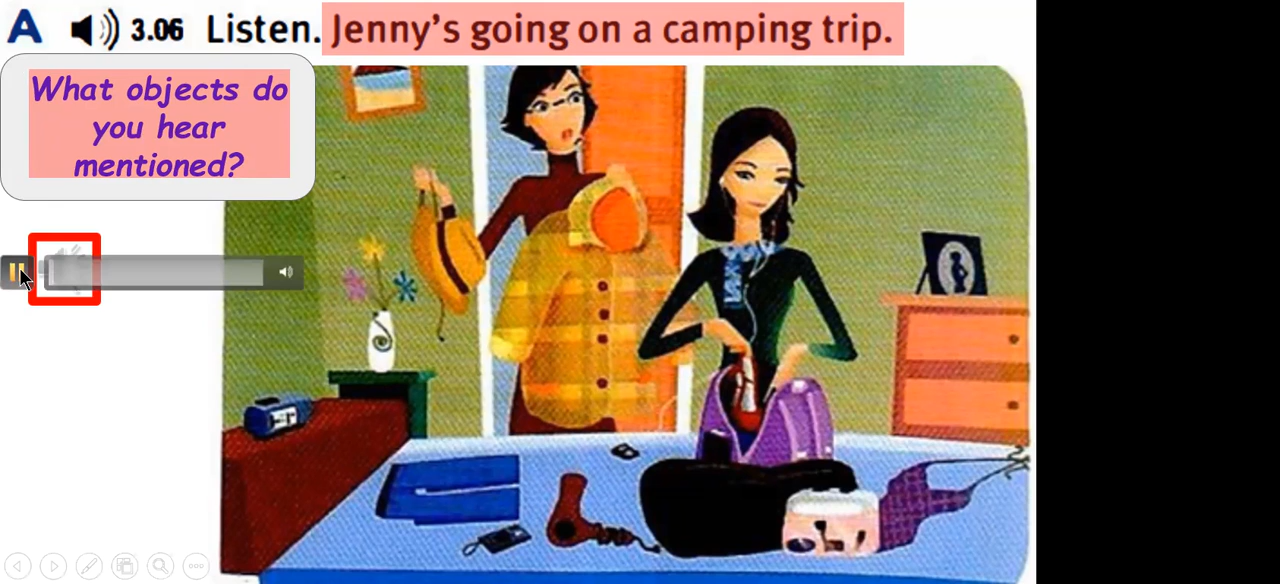 A 3.06 Listen. Jenny's going on a camping trip.
What objects do
you hear
mentioned?